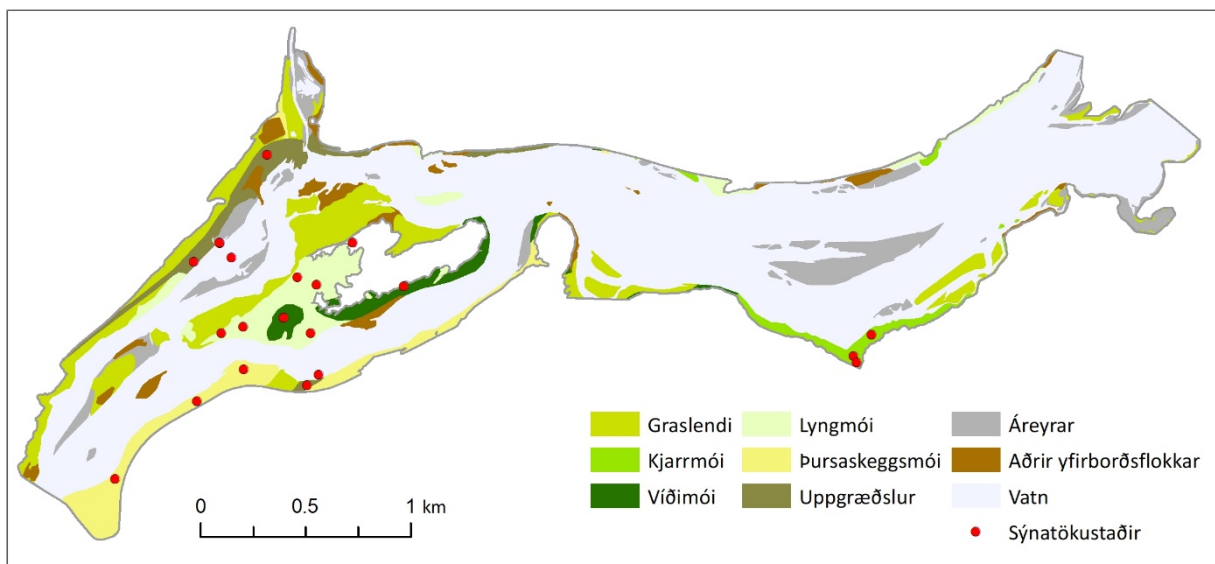 Graslendi
Lyngmói
Áreyrar
Kjarrmói
Þursaskeggsmói
Aðrir yfirborðsflokkar
Víðimói
Uppgræðslur
Vatn
Sýnatökustaðir
0 0.5 1 km